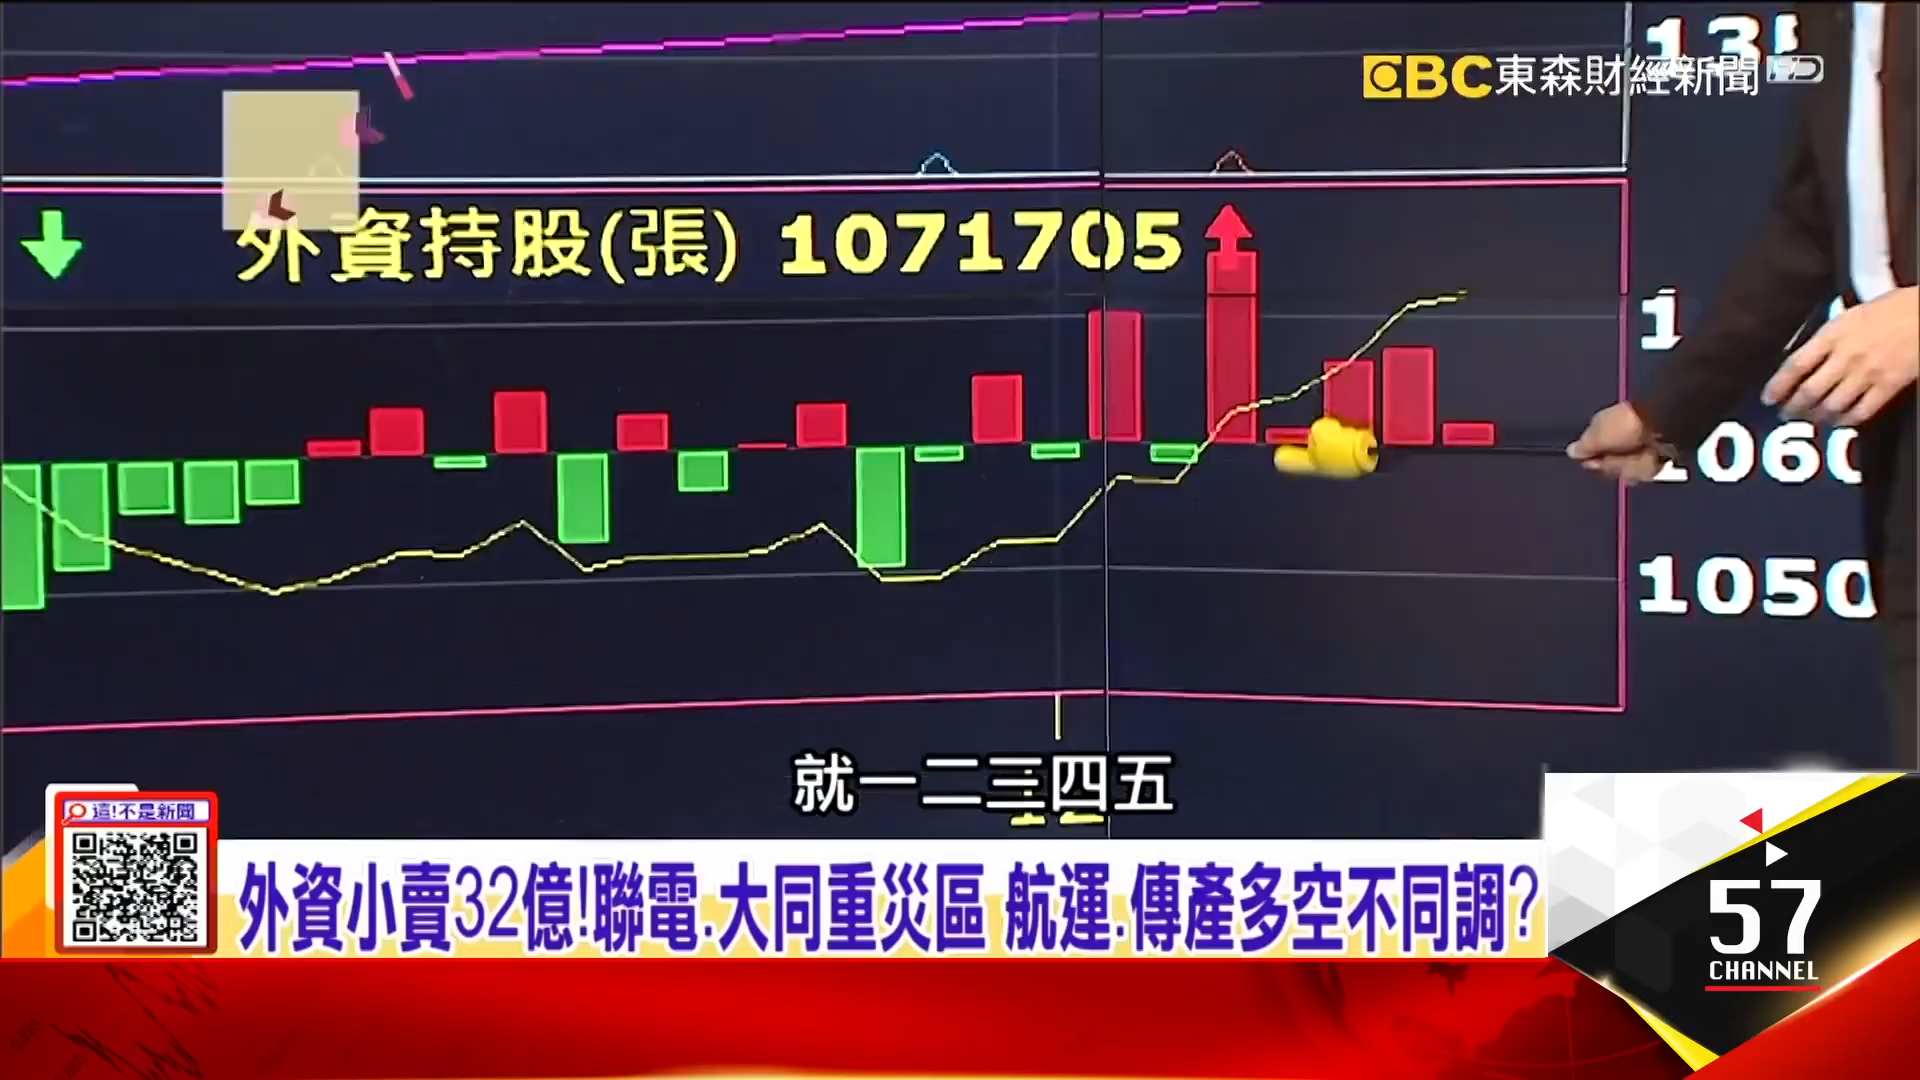 EBC東森財經新聞 HD
外資持股(張) 1071705
1050
就一二三四五
這!不是新聞
外資小賣32億!聯電.大同重災區 航運.傳產多空不同調?
57
CHANNEL